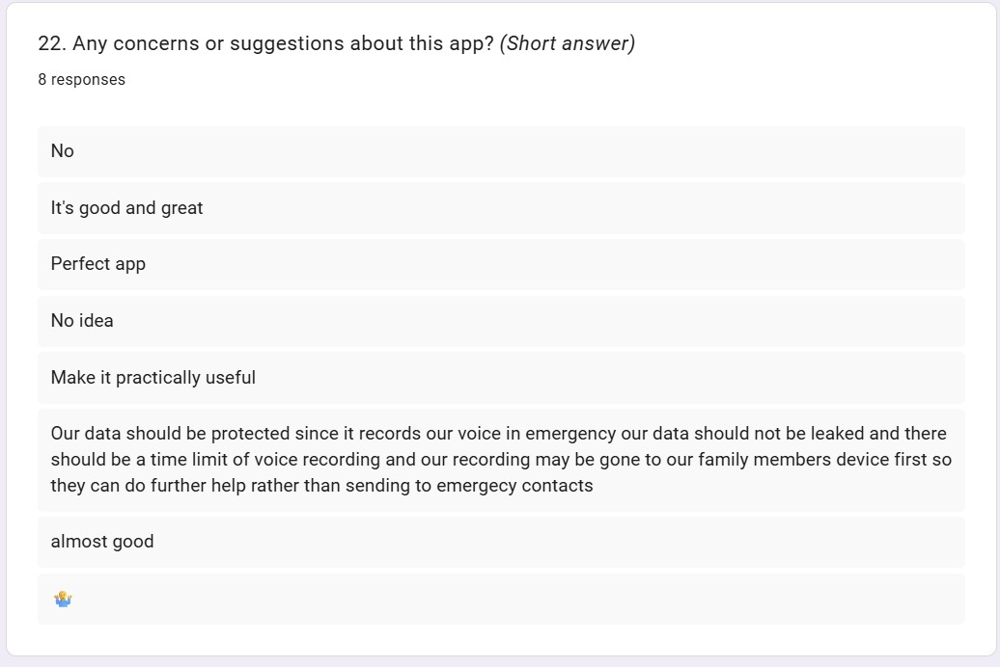 22. Any concerns or suggestions about this app? (Short answer)
8 responses
No
It's good and great
Perfect app
No idea
Make it practically useful
Our data should be protected since it records our voice in emergency our data should not be leaked and there
should be a time limit of voice recording and our recording may be gone to our family members device first so
they can do further help rather than sending to emergecy contacts
almost good